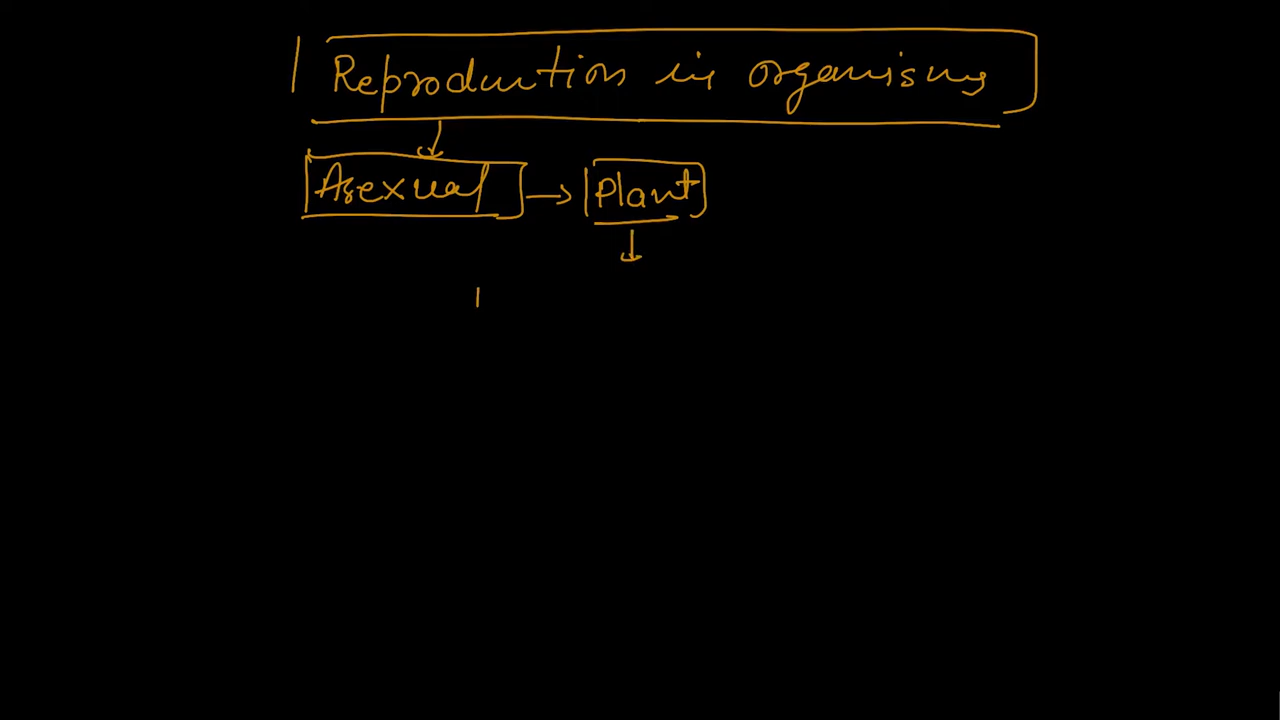 Reproduction in organisms
Asexual → Plant